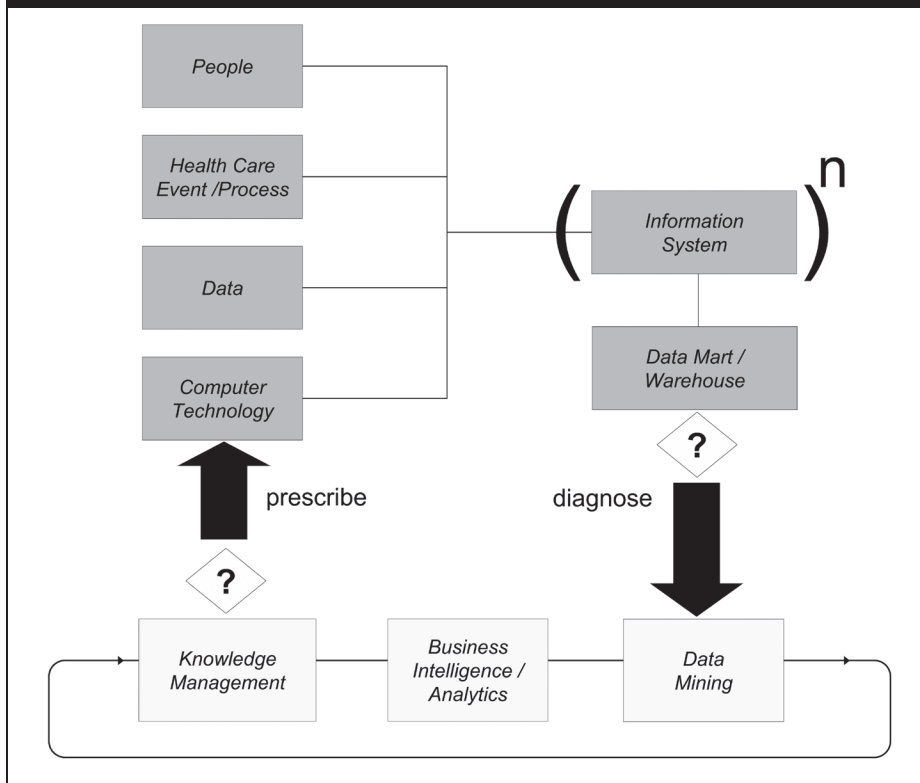 People
Health Care
Event /Process
Data
Computer
Technology
(
Information
System
)
n
Data Mart /
Warehouse
?
diagnose
prescribe
?
Knowledge
Management
Business
Intelligence /
Analytics
Data
Mining